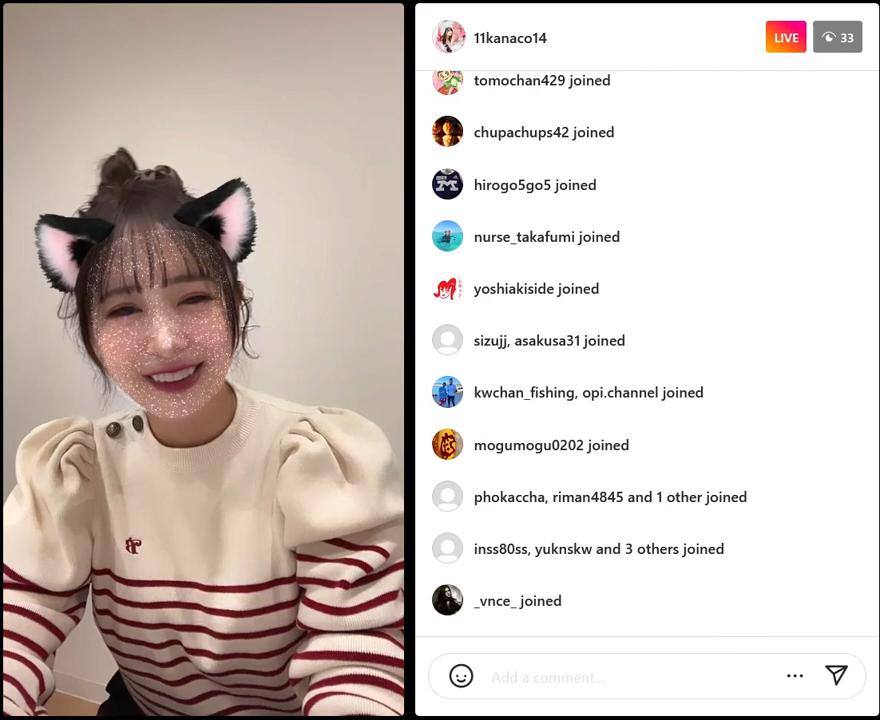 11kanaco14
LIVE
33
tomochan429 joined
chupachups42 joined
hirogo5go5 joined
nurse_takafumi joined
yoshiakiside joined
sizujj, asakusa31 joined
kwchan_fishing, opi.channel joined
mogumogu0202 joined
phokaccha, riman4845 and 1 other joined
inss80ss, yuknskw and 3 others joined
_vnce_ joined
Add a comment...